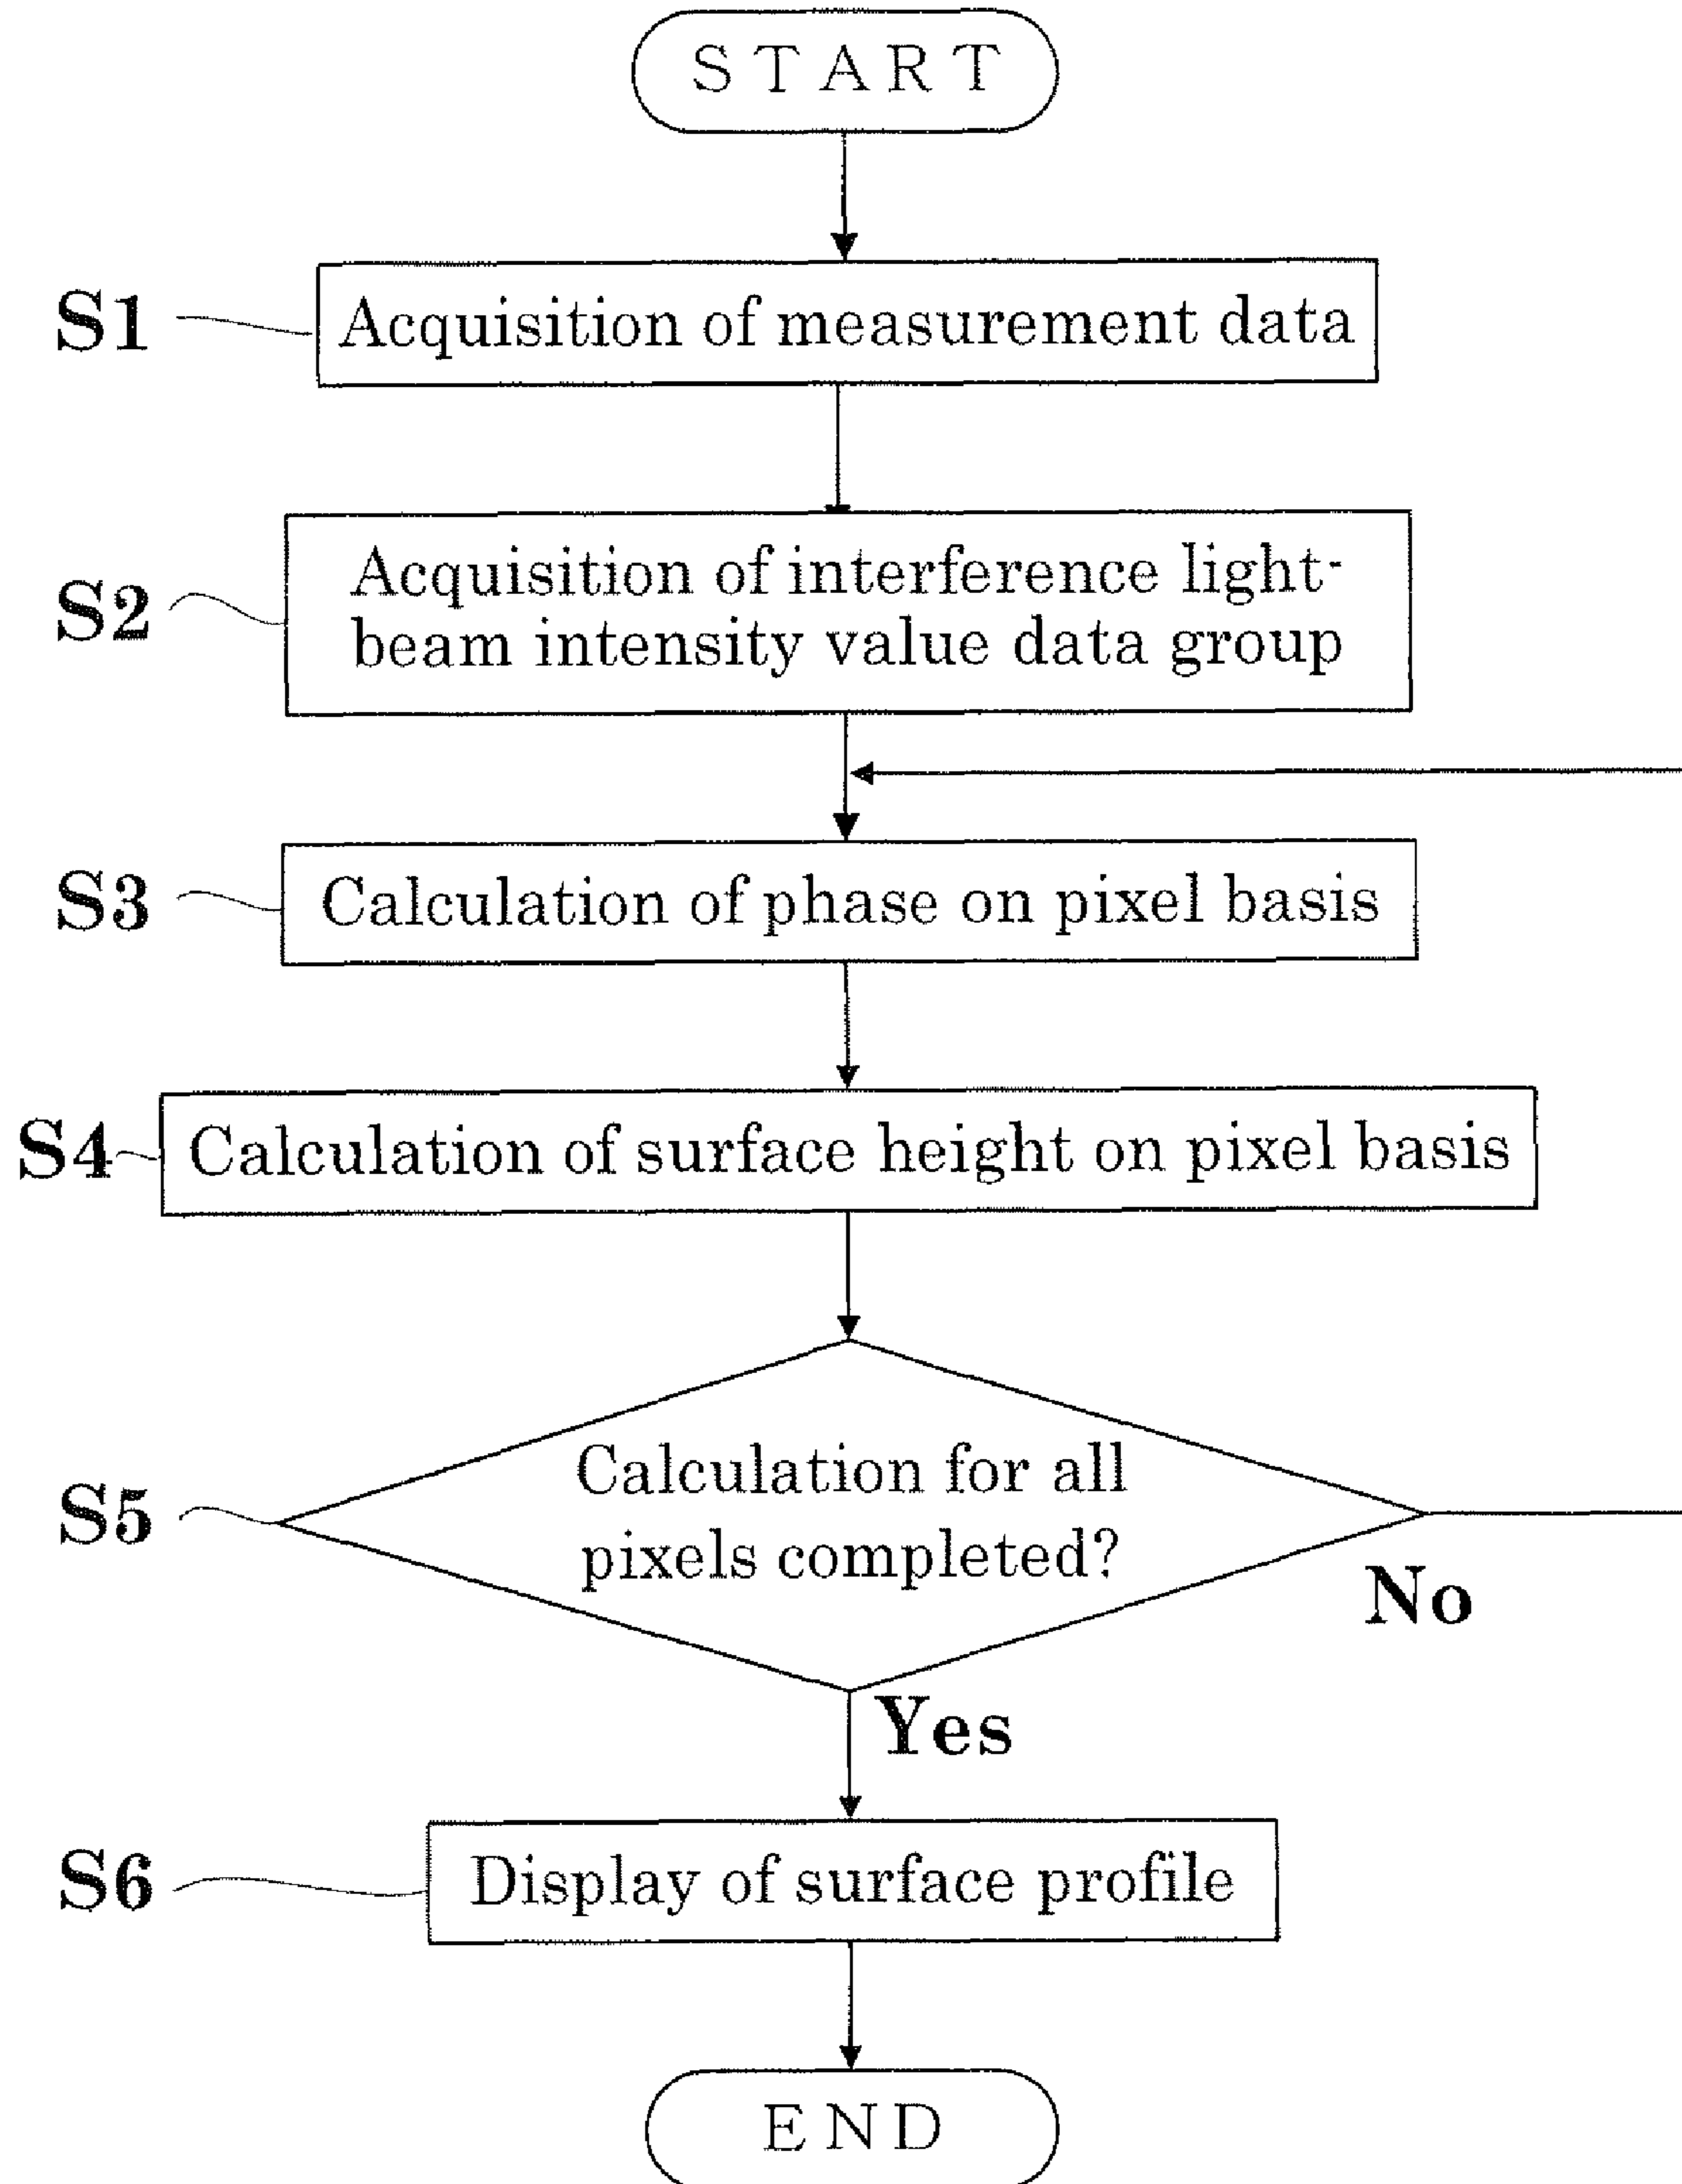 START
S1
Acquisition of measurement data
S2
Acquisition of interference light-
beam intensity value data group
S3
Calculation of phase on pixel basis
S4
Calculation of surface height on pixel basis
S5
Calculation for all
pixels completed?
No
Yes
S6
Display of surface profile
END